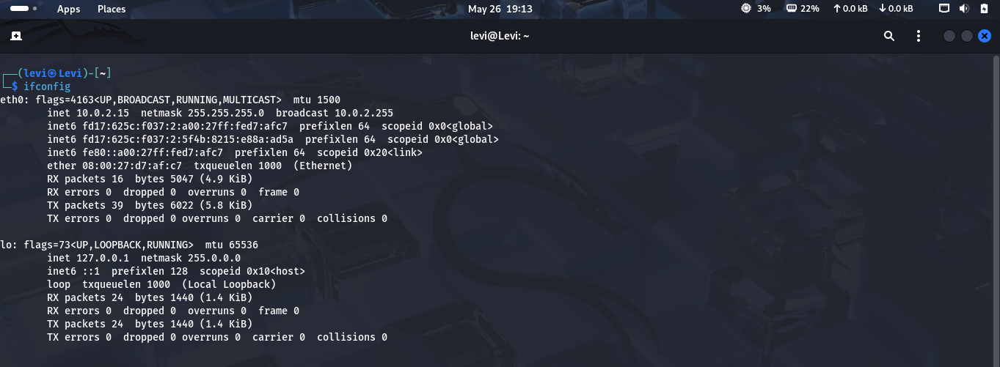 Apps Places May 26 19:13 3% 22% 0.0 kB 0.0 kB
levi@Levi: ~
(levi㉿Levi)-[~]
$ ifconfig
eth0: flags=4163<UP,BROADCAST,RUNNING,MULTICAST>  mtu 1500
        inet 10.0.2.15  netmask 255.255.255.0  broadcast 10.0.2.255
        inet6 fd17:625c:f037:2:a00:27ff:fed7:afc7  prefixlen 64  scopeid 0x0<global>
        inet6 fd17:625c:f037:2:5f4b:8215:e88a:ad5a  prefixlen 64  scopeid 0x0<global>
        inet6 fe80::a00:27ff:fed7:afc7  prefixlen 64  scopeid 0x20<link>
        ether 08:00:27:d7:af:c7  txqueuelen 1000  (Ethernet)
        RX packets 16  bytes 5047 (4.9 KiB)
        RX errors 0  dropped 0  overruns 0  frame 0
        TX packets 39  bytes 6022 (5.8 KiB)
        TX errors 0  dropped 0 overruns 0  carrier 0  collisions 0
lo: flags=73<UP,LOOPBACK,RUNNING>  mtu 65536
        inet 127.0.0.1  netmask 255.0.0.0
        inet6 ::1  prefixlen 128  scopeid 0x10<host>
        loop  txqueuelen 1000  (Local Loopback)
        RX packets 24  bytes 1440 (1.4 KiB)
        RX errors 0  dropped 0  overruns 0  frame 0
        TX packets 24  bytes 1440 (1.4 KiB)
        TX errors 0  dropped 0 overruns 0  carrier 0  collisions 0